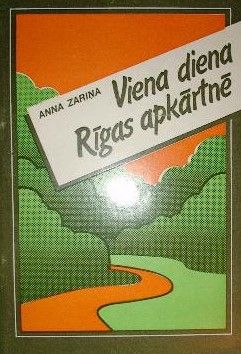 ANNA ZARIŅA
Viena diena
Rīgas apkārtnē